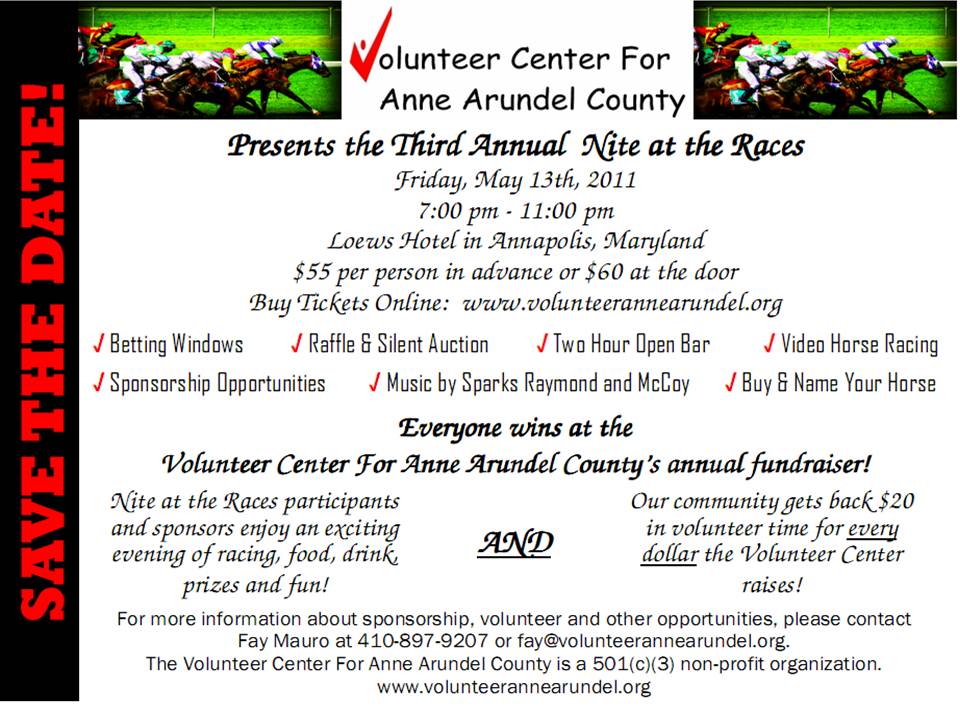 SAVE THE DATE!
Volunteer Center For
Anne Arundel County
Presents the Third Annual Nite at the Races
Friday, May 13th, 2011
7:00 pm - 11:00 pm
Loews Hotel in Annapolis, Maryland
$55 per person in advance or $60 at the door
Buy Tickets Online: www.volunteerannearundel.org
√ Betting Windows √ Raffle & Silent Auction √ Two Hour Open Bar √ Video Horse Racing
√ Sponsorship Opportunities √ Music by Sparks Raymond and McCoy √ Buy & Name Your Horse
Everyone wins at the
Volunteer Center For Anne Arundel County's annual fundraiser!
Nite at the Races participants
and sponsors enjoy an exciting
evening of racing, food, drink,
prizes and fun!
AND
Our community gets back $20
in volunteer time for every
dollar the Volunteer Center
raises!
For more information about sponsorship, volunteer and other opportunities, please contact
Fay Mauro at 410-897-9207 or fay@volunteerannearundel.org.
The Volunteer Center For Anne Arundel County is a 501(c)(3) non-profit organization.
www.volunteerannearundel.org